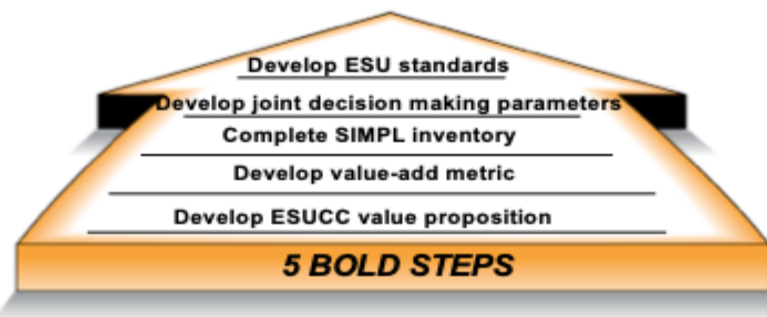 Develop ESU standards
Develop joint decision making parameters
Complete SIMPL inventory
Develop value-add metric
Develop ESUCC value proposition
5 BOLD STEPS